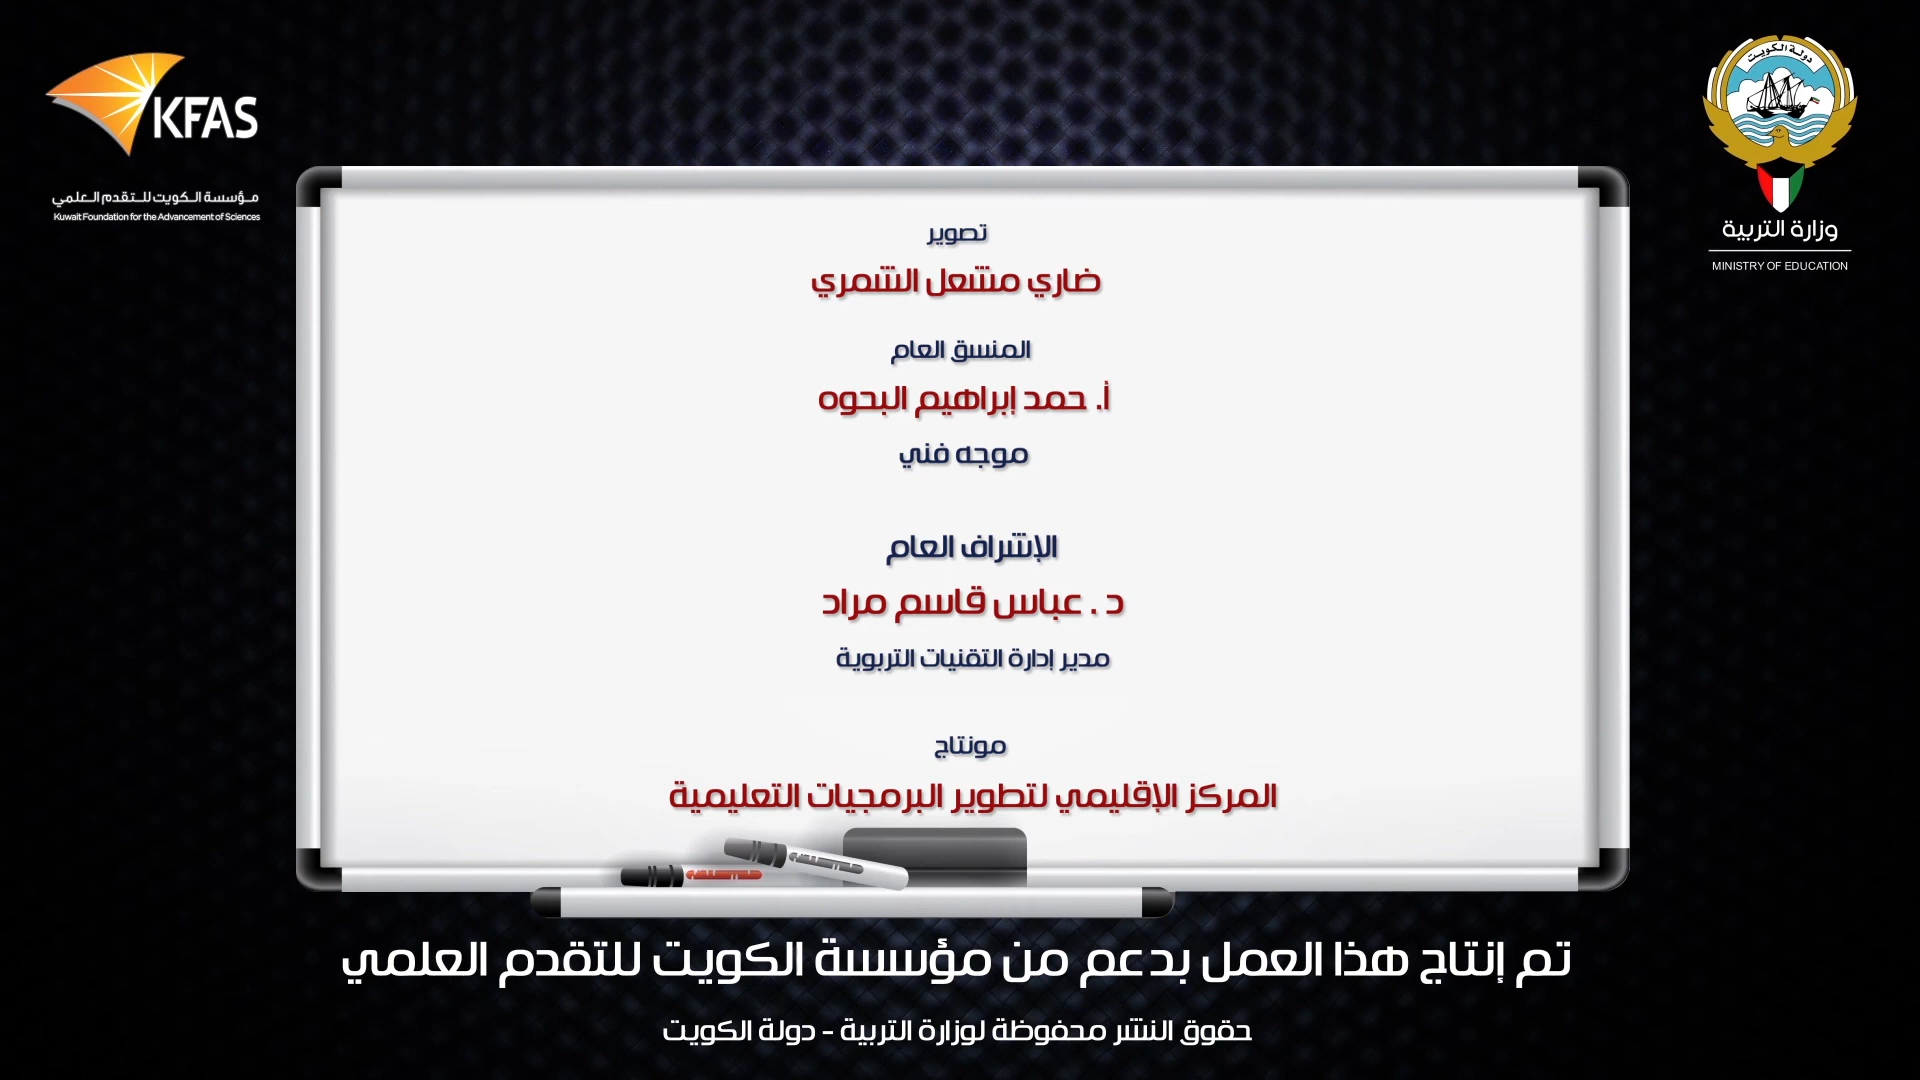 KFAS
مؤسسة الكويت للتقدم العلمي
Kuwait Foundation for the Advancement of Sciences
دولة الكويت
وزارة التربية
MINISTRY OF EDUCATION
تصوير
ضاري مشعل الشمري
المنسق العام
أ. حمد إبراهيم البحوه
موجه فني
الإشراف العام
د . عباس قاسم مراد
مدير إدارة التقنيات التربوية
مونتاج
المركز الإقليمي لتطوير البرمجيات التعليمية
تم إنتاج هذا العمل بدعم من مؤسسة الكويت للتقدم العلمي
حقوق النشر محفوظة لوزارة التربية - دولة الكويت